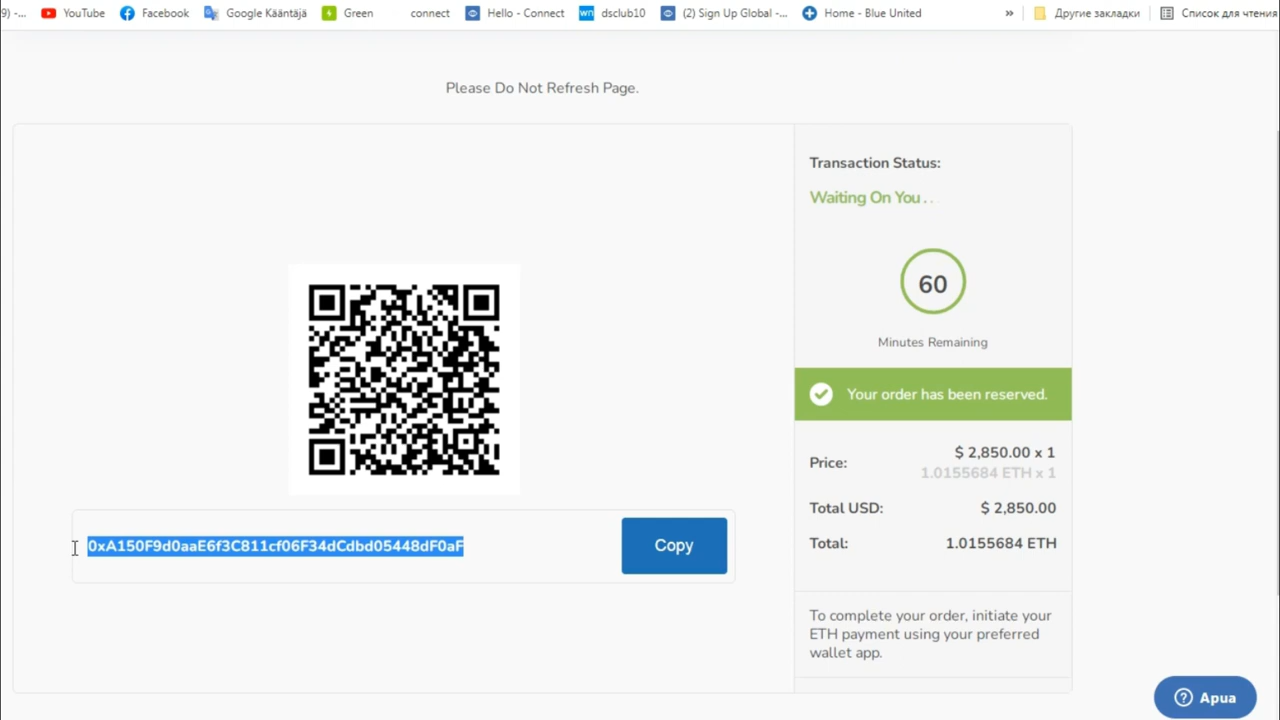 9) -... YouTube Facebook Google Kääntäjä Green connect Hello - Connect dsclub10 (2) Sign Up Global -... Home - Blue United » Другие закладки Список для чтения
Please Do Not Refresh Page.
Transaction Status:
Waiting On You . . .
60
Minutes Remaining
Your order has been reserved.
Price:
$ 2,850.00 x 1
1.0155684 ETH x 1
Total USD: $ 2,850.00
Total: 1.0155684 ETH
0xA150F9d0aaE6f3C811cf06F34dCdbd05448dF0aF
Copy
To complete your order, initiate your
ETH payment using your preferred
wallet app.
Apua